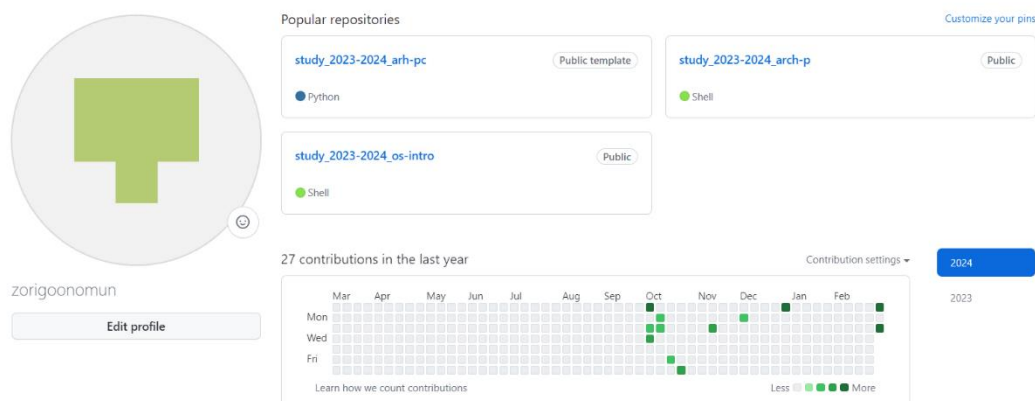 Popular repositories
Customize your pins
study_2023-2024_arh-pc
Public template
Python
study_2023-2024_arch-p
Public
Shell
study_2023-2024_os-intro
Public
Shell
zorigoonomun
Edit profile
27 contributions in the last year
Contribution settings
2024
2023
Mar Apr May Jun Jul Aug Sep Oct Nov Dec Jan Feb
Mon
Wed
Fri
Learn how we count contributions
Less More